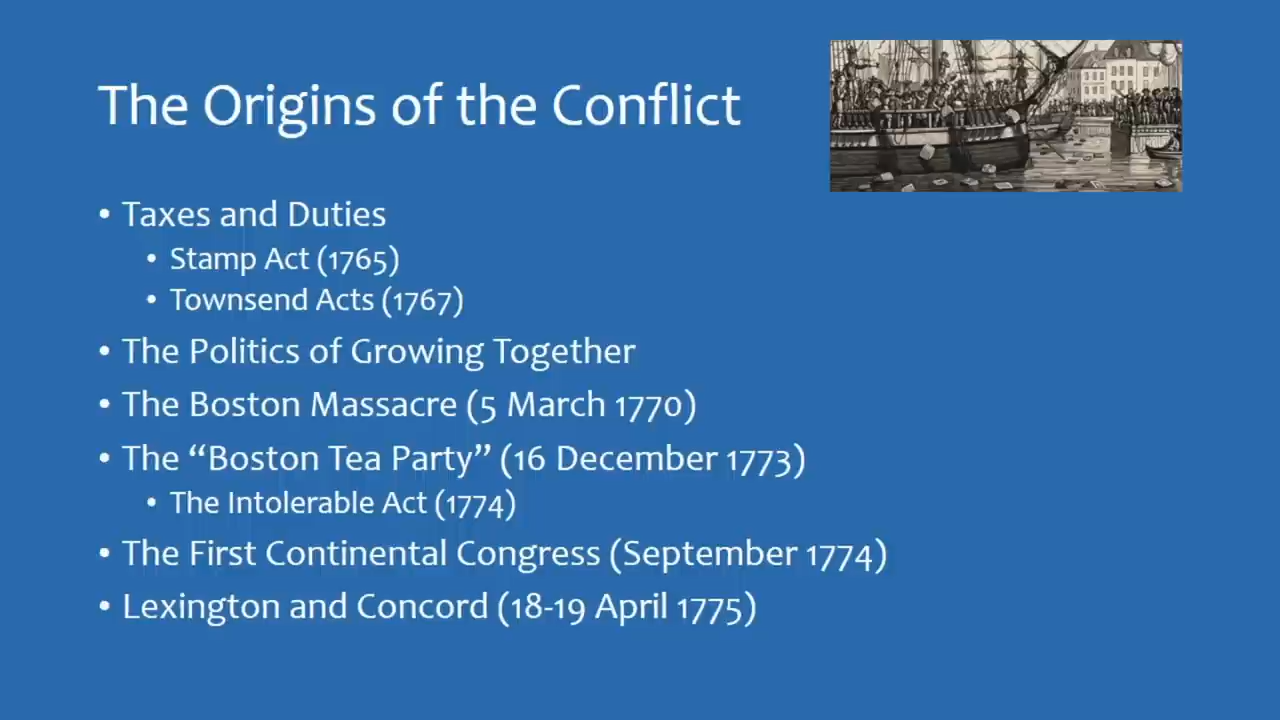 The Origins of the Conflict
• Taxes and Duties
• Stamp Act (1765)
• Townsend Acts (1767)
• The Politics of Growing Together
• The Boston Massacre (5 March 1770)
• The “Boston Tea Party” (16 December 1773)
• The Intolerable Act (1774)
• The First Continental Congress (September 1774)
• Lexington and Concord (18-19 April 1775)